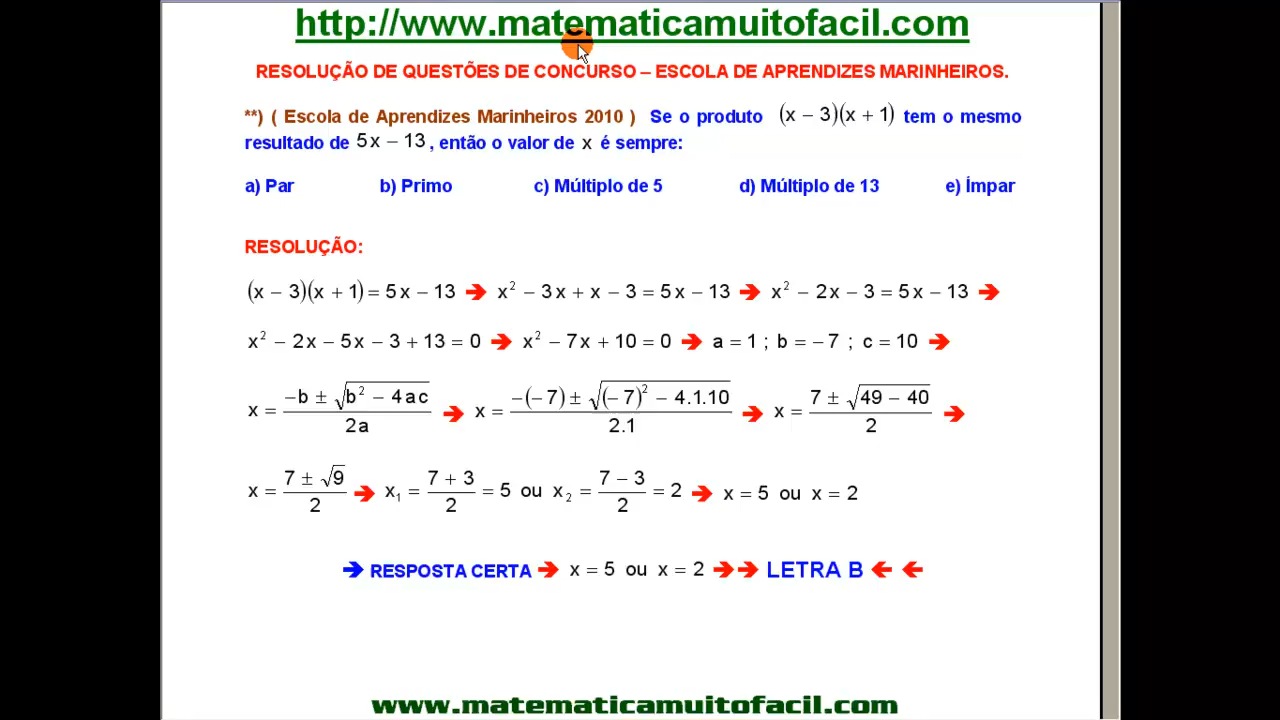 http://www.matematicamuitofacil.com
RESOLUÇÃO DE QUESTÕES DE CONCURSO – ESCOLA DE APRENDIZES MARINHEIROS.
**) ( Escola de Aprendizes Marinheiros 2010 ) Se o produto (x – 3)(x + 1) tem o mesmo
resultado de 5x – 13 , então o valor de x é sempre:
a) Par b) Primo c) Múltiplo de 5 d) Múltiplo de 13 e) Ímpar
RESOLUÇÃO:
(x – 3)(x + 1) = 5x – 13 ➔ x² – 3x + x – 3 = 5x – 13 ➔ x² – 2x – 3 = 5x – 13 ➔
x² – 2x – 5x – 3 + 13 = 0 ➔ x² – 7x + 10 = 0 ➔ a = 1 ; b = – 7 ; c = 10 ➔
x = (–b ± √(b² – 4ac))/(2a) ➔ x = (–(– 7) ± √((– 7)² – 4.1.10))/(2.1) ➔ x = (7 ± √(49 – 40))/2 ➔
x = (7 ± √9)/2 ➔ x₁ = (7 + 3)/2 = 5 ou x₂ = (7 – 3)/2 = 2 ➔ x = 5 ou x = 2
➔ RESPOSTA CERTA ➔ x = 5 ou x = 2 ➔➔ LETRA B 🡸 🡸
www.matematicamuitofacil.com